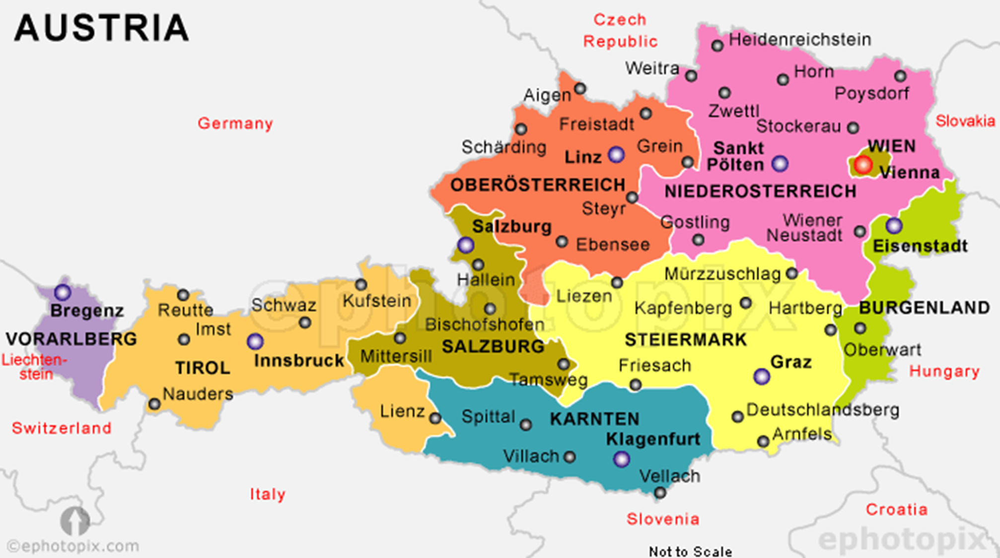 AUSTRIA
Czech
Republic
Heidenreichstein
Weitra
Horn
Aigen
Poysdorf
Zwettl
Germany
Freistadt
Stockerau
Slovakia
Schärding
Grein
Sankt
Pölten
WIEN
Linz
Vienna
OBERÖSTERREICH
NIEDEROSTERREICH
Steyr
Gostling
Wiener
Neustadt
Salzburg
Ebensee
Eisenstadt
Hallein
Mürzzuschlag
Liezen
Kufstein
Schwaz
Reutte
Bregenz
Kapfenberg
Hartberg
BURGENLAND
Imst
Bischofshofen
VORARLBERG
STEIERMARK
SALZBURG
Oberwart
Liechten-
stein
TIROL
Innsbruck
Mittersill
Friesach
Graz
Hungary
Tamsweg
Nauders
Lienz
Spittal
KARNTEN
Deutschlandsberg
Switzerland
Klagenfurt
Arnfels
Villach
Vellach
Italy
Slovenia
Croatia
ephotopix
ephotopix
©ephotopix.com
Not to Scale